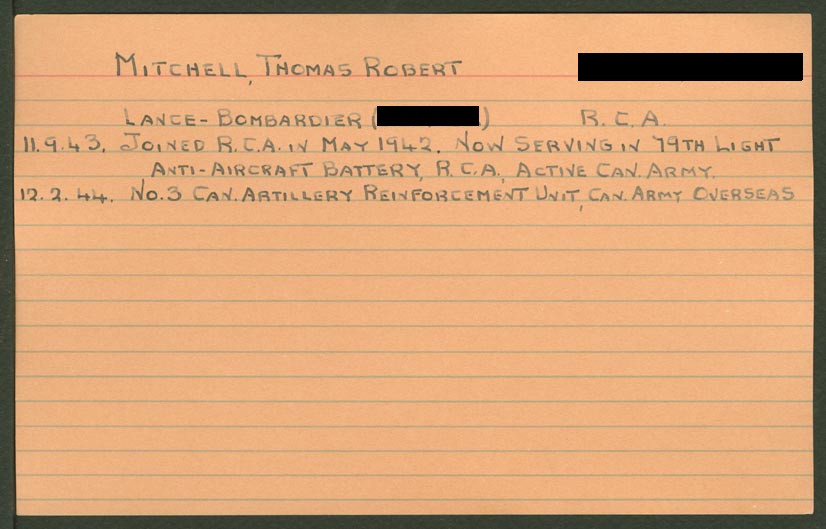 MITCHELL, THOMAS ROBERT
LANCE-BOMBARDIER ( ) R.C.A.
11.9.43. JOINED R.C.A. IN MAY 1942. NOW SERVING IN 79TH LIGHT
ANTI-AIRCRAFT BATTERY, R.C.A., ACTIVE CAN. ARMY.
12.2.44. NO.3 CAN. ARTILLERY REINFORCEMENT UNIT, CAN. ARMY OVERSEAS